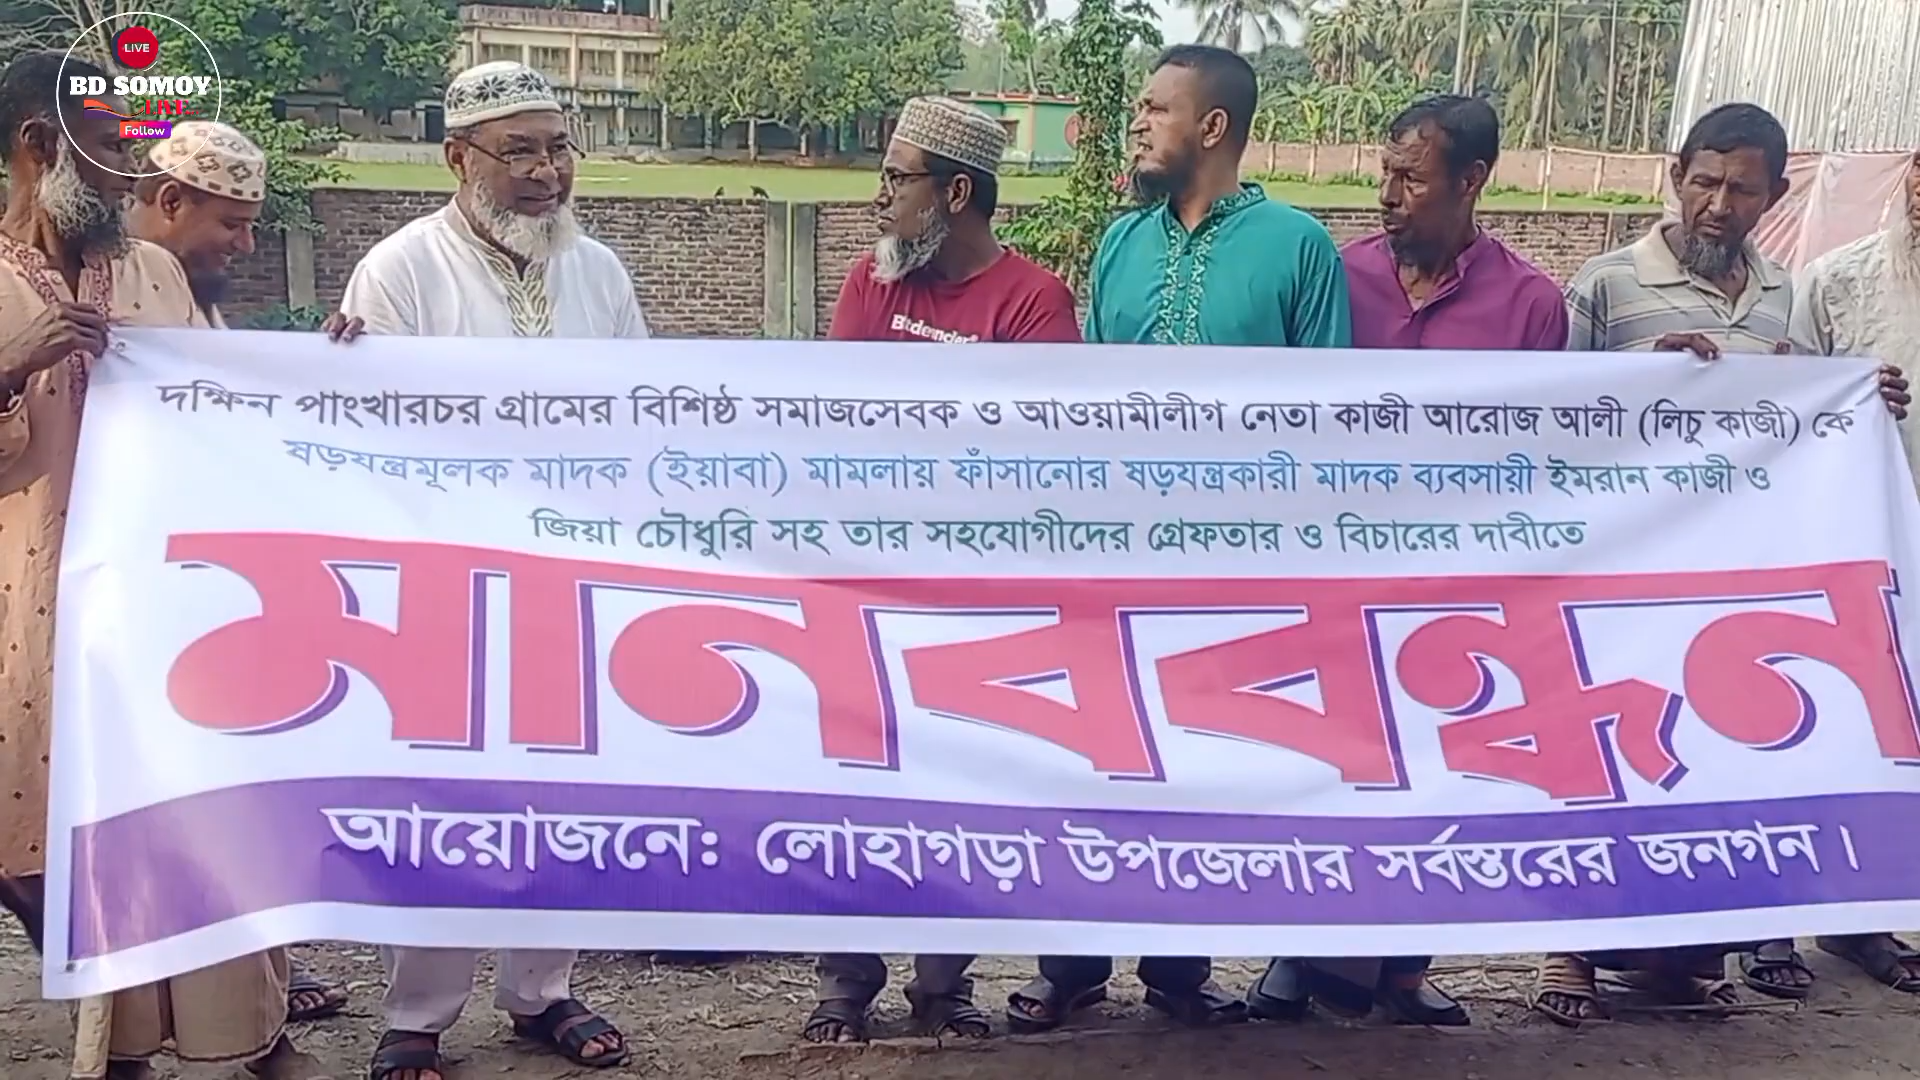 LIVE
BD SOMOY
LIVE
Follow
দক্ষিন পাংখারচর গ্রামের বিশিষ্ঠ সমাজসেবক ও আওয়ামীলীগ নেতা কাজী আরোজ আলী (লিচু কাজী) কে
ষড়যন্ত্রমূলক মাদক (ইয়াবা) মামলায় ফাঁসানোর ষড়যন্ত্রকারী মাদক ব্যবসায়ী ইমরান কাজী ও
জিয়া চৌধুরি সহ তার সহযোগীদের গ্রেফতার ও বিচারের দাবীতে
মানববন্ধন
আয়োজনে: লোহাগড়া উপজেলার সর্বস্তরের জনগন।